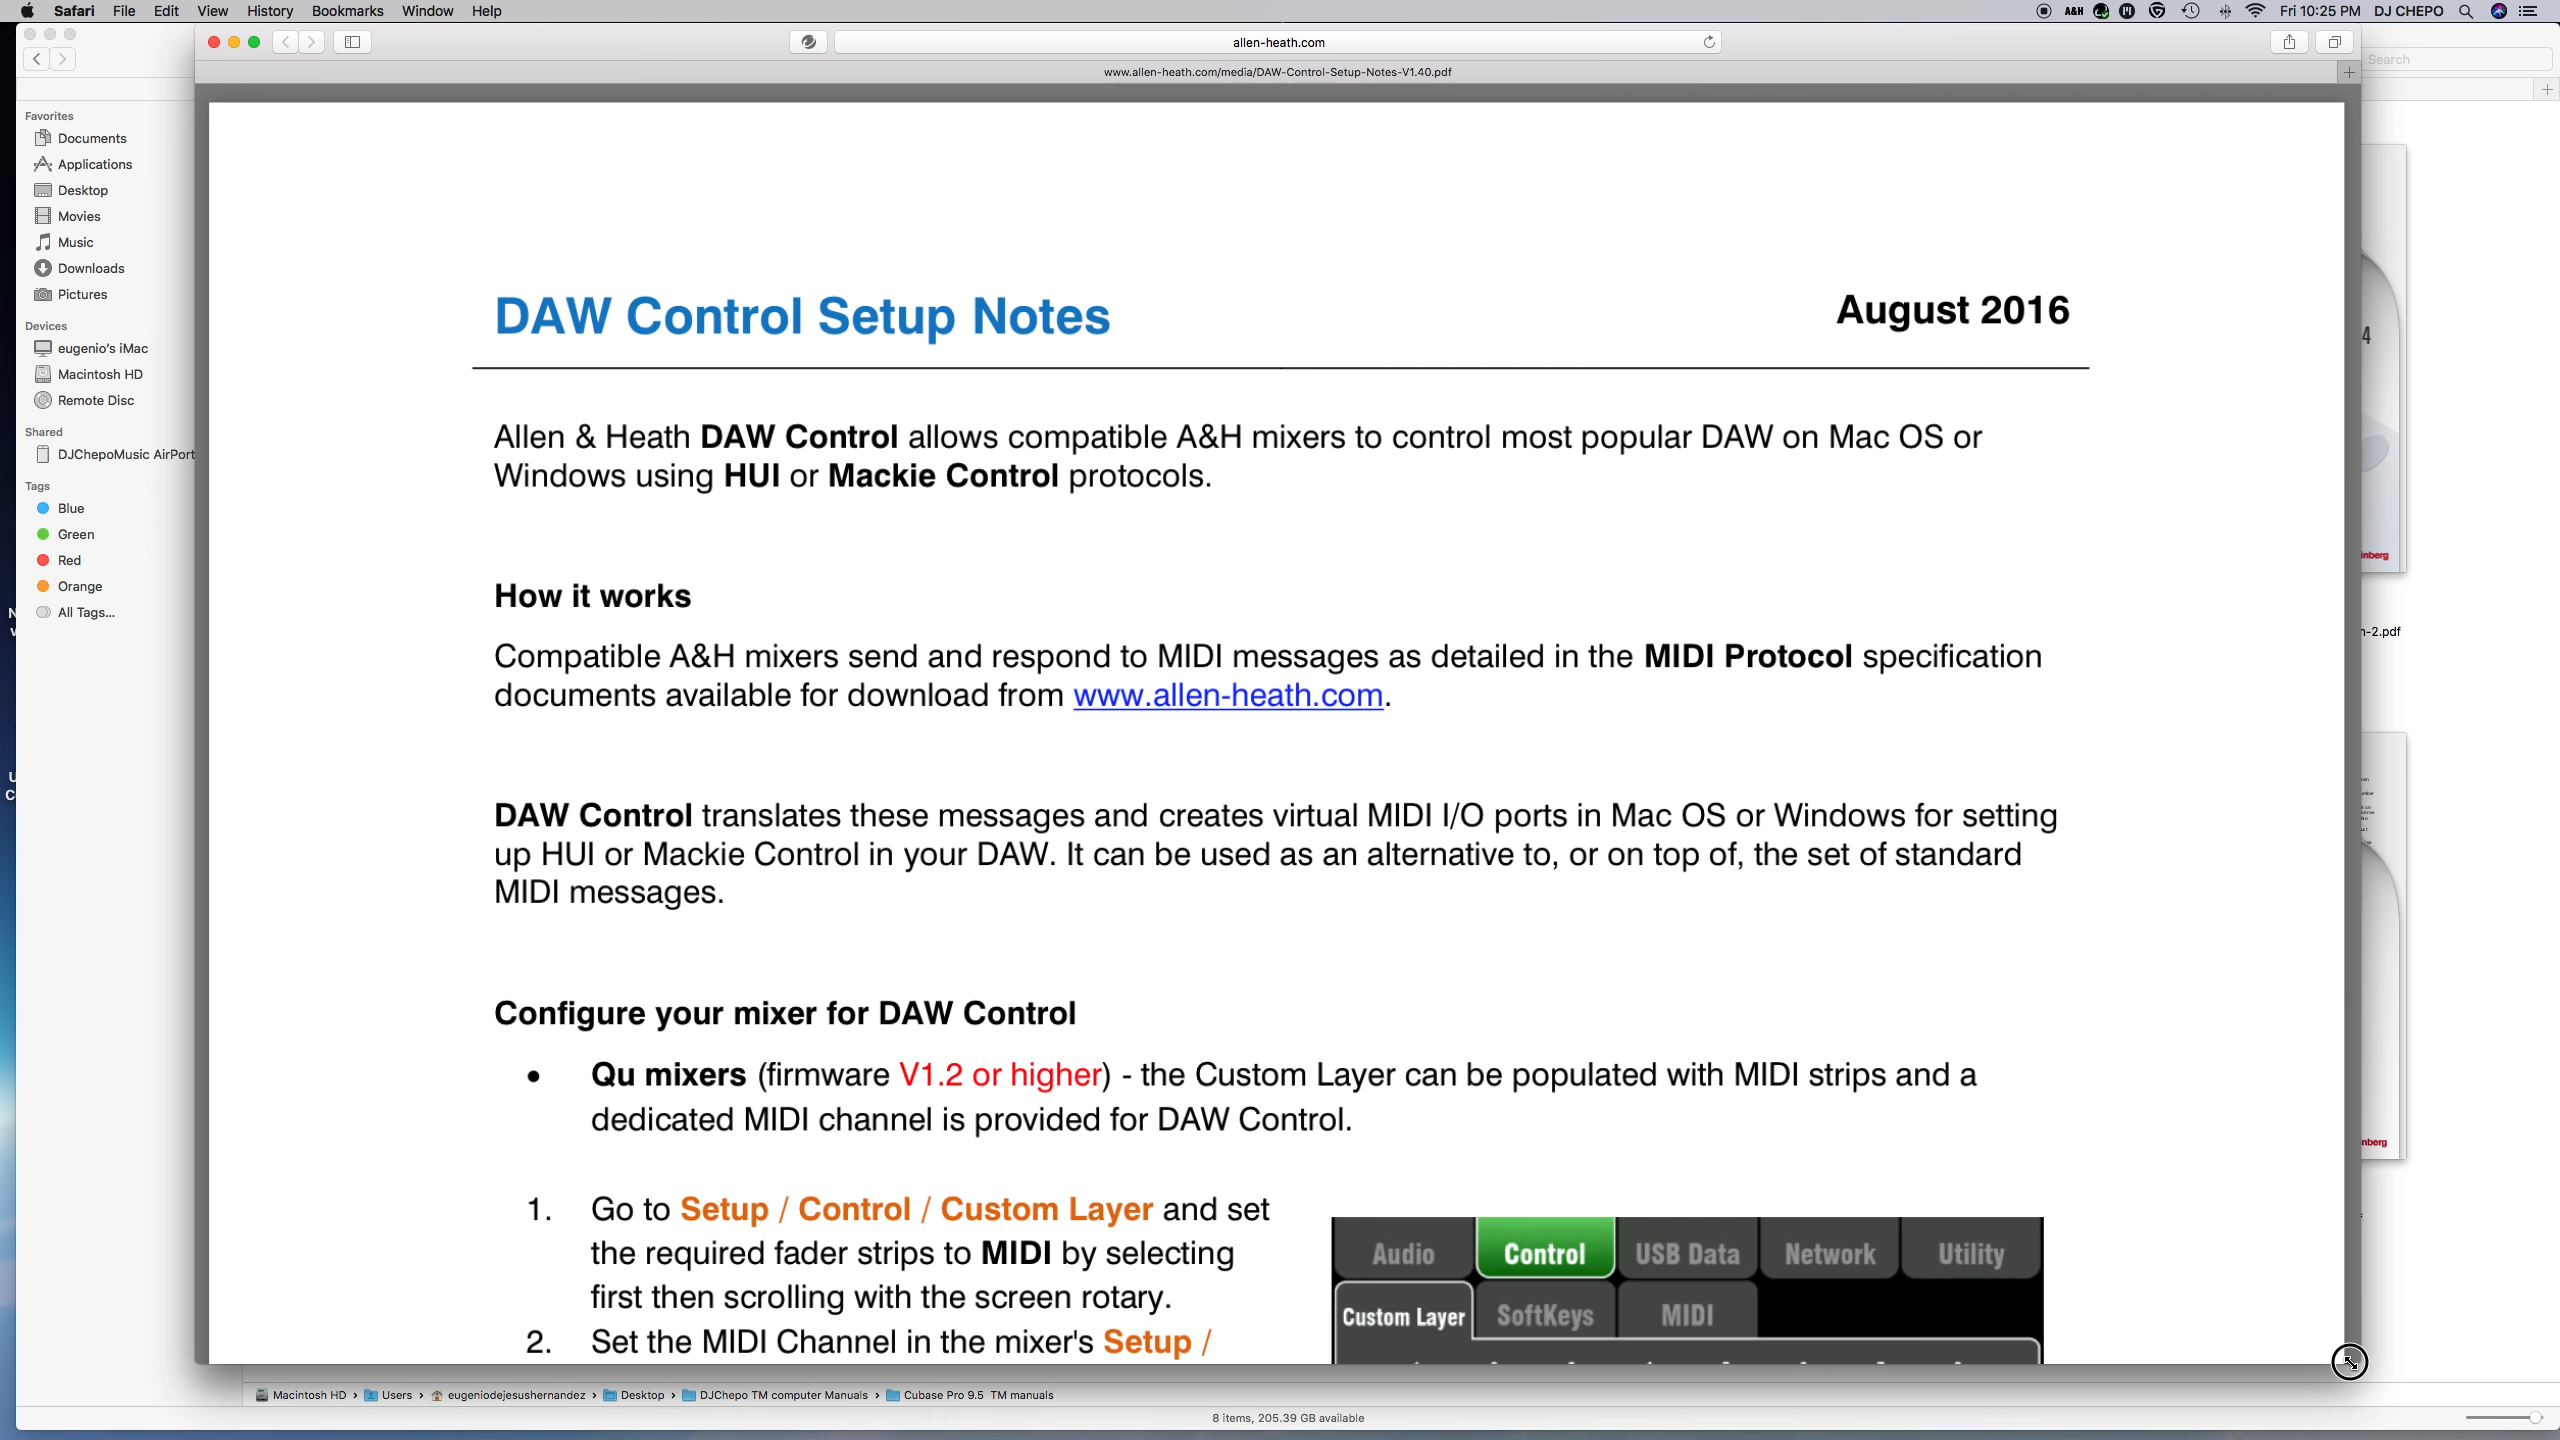 Safari File Edit View History Bookmarks Window Help
A&H Fri 10:25 PM DJ CHEPO
allen-heath.com
Search
www.allen-heath.com/media/DAW-Control-Setup-Notes-V1.40.pdf
Favorites
Documents
Applications
Desktop
Movies
Music
Downloads
Pictures
Devices
eugenio's iMac
Macintosh HD
Remote Disc
Shared
DJChepoMusic AirPort
Tags
Blue
Green
Red
Orange
All Tags...
DAW Control Setup Notes
August 2016
Allen & Heath DAW Control allows compatible A&H mixers to control most popular DAW on Mac OS or
Windows using HUI or Mackie Control protocols.
How it works
Compatible A&H mixers send and respond to MIDI messages as detailed in the MIDI Protocol specification
documents available for download from www.allen-heath.com.
DAW Control translates these messages and creates virtual MIDI I/O ports in Mac OS or Windows for setting
up HUI or Mackie Control in your DAW. It can be used as an alternative to, or on top of, the set of standard
MIDI messages.
Configure your mixer for DAW Control
• Qu mixers (firmware V1.2 or higher) - the Custom Layer can be populated with MIDI strips and a
dedicated MIDI channel is provided for DAW Control.
1. Go to Setup / Control / Custom Layer and set
the required fader strips to MIDI by selecting
first then scrolling with the screen rotary.
2. Set the MIDI Channel in the mixer's Setup /
Audio Control USB Data Network Utility
Custom Layer SoftKeys MIDI
4
inberg
n-2.pdf
nberg
Macintosh HD › Users › eugeniodejesushernandez › Desktop › DJChepo TM computer Manuals › Cubase Pro 9.5 TM manuals
8 items, 205.39 GB available